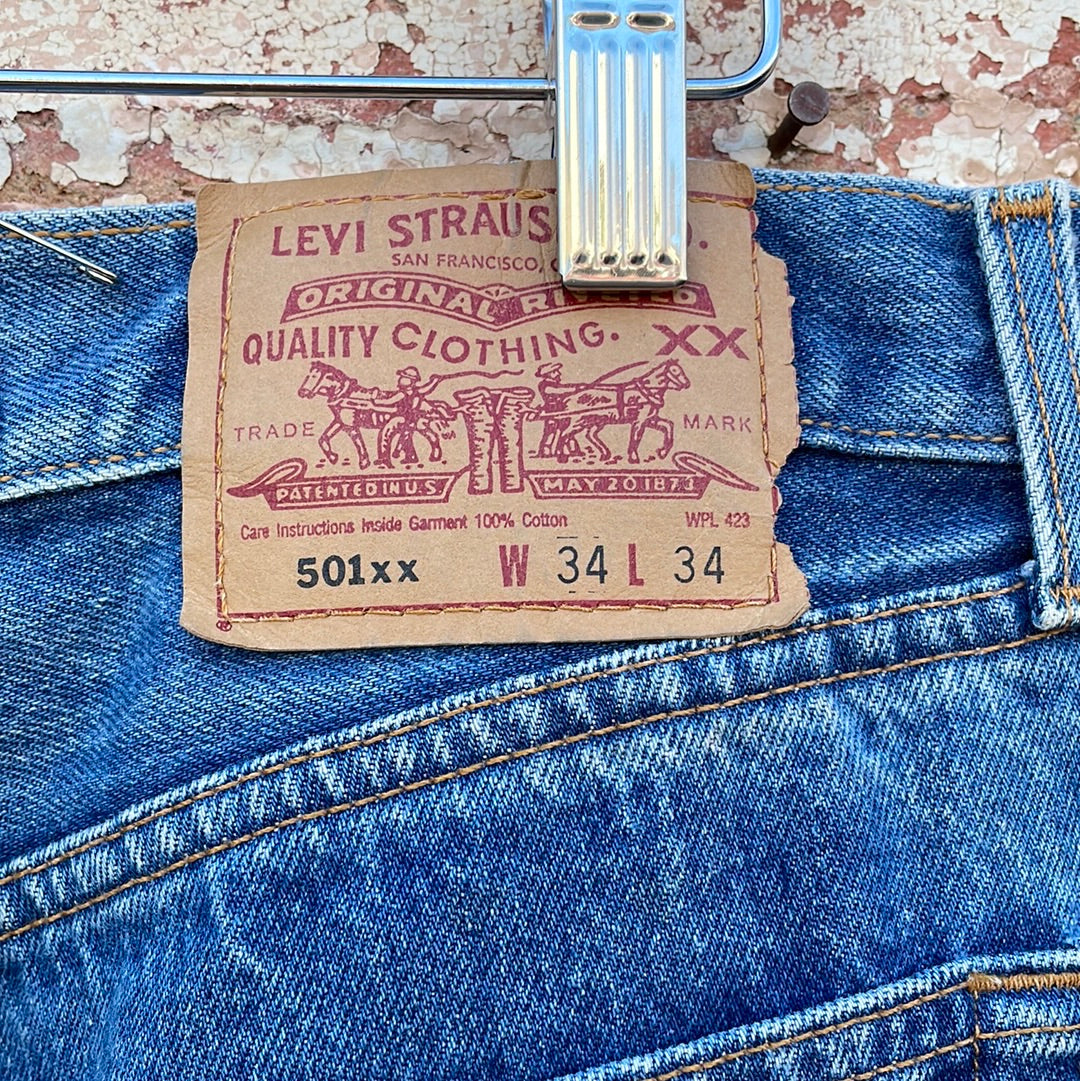 LEVI STRAUS
SAN FRANCISCO,
ORIGINAL
QUALITY CLOTHING. XX
TRADE MARK
PATENTED IN U.S
MAY 20 1873
Care Instructions Inside Garment 100% Cotton WPL 423
501xx W 34 L 34
®